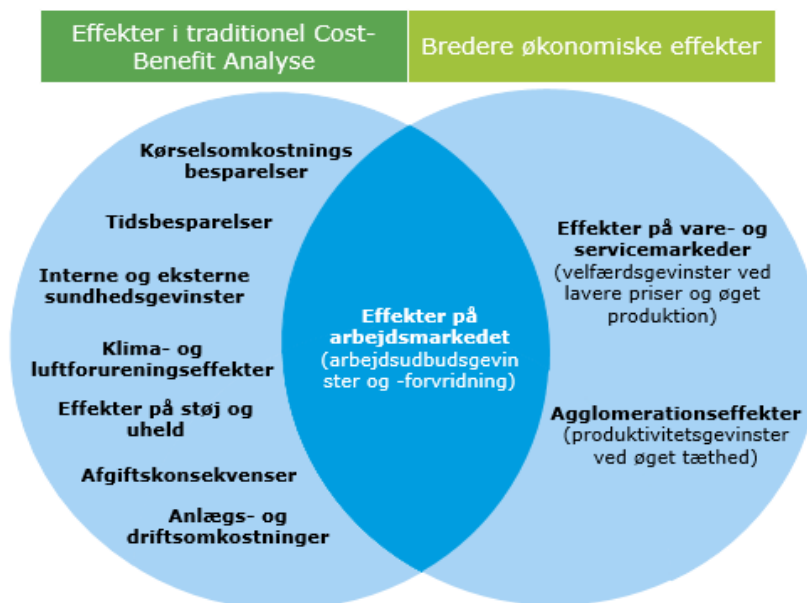 Effekter i traditionel Cost-
Benefit Analyse
Bredere økonomiske effekter
Kørselsomkostnings
besparelser
Tidsbesparelser
Interne og eksterne
sundhedsgevinster
Klima- og
luftforureningseffekter
Effekter på støj og
uheld
Afgiftskonsekvenser
Anlægs- og
driftsomkostninger
Effekter på
arbejdsmarkedet
(arbejdsudbudsgevin
ster og -forvridning)
Effekter på vare- og
servicemarkeder
(velfærdsgevinster ved
lavere priser og øget
produktion)
Agglomerationseffekter
(produktivitetsgevinster
ved øget tæthed)